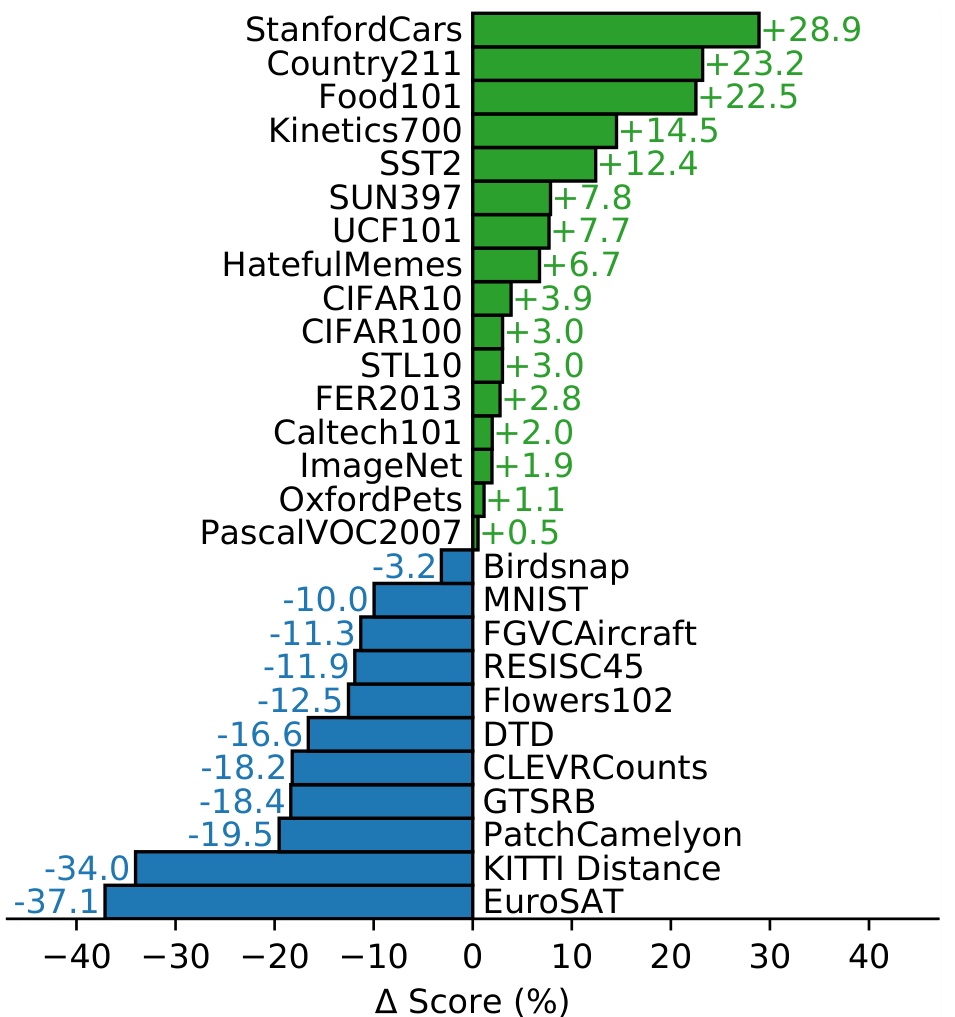 StanfordCars +28.9
Country211 +23.2
Food101 +22.5
Kinetics700 +14.5
SST2 +12.4
SUN397 +7.8
UCF101 +7.7
HatefulMemes +6.7
CIFAR10 +3.9
CIFAR100 +3.0
STL10 +3.0
FER2013 +2.8
Caltech101 +2.0
ImageNet +1.9
OxfordPets +1.1
PascalVOC2007 +0.5
-3.2 Birdsnap
-10.0 MNIST
-11.3 FGVCAircraft
-11.9 RESISC45
-12.5 Flowers102
-16.6 DTD
-18.2 CLEVRCounts
-18.4 GTSRB
-19.5 PatchCamelyon
-34.0 KITTI Distance
-37.1 EuroSAT
−40 −30 −20 −10 0 10 20 30 40
Δ Score (%)